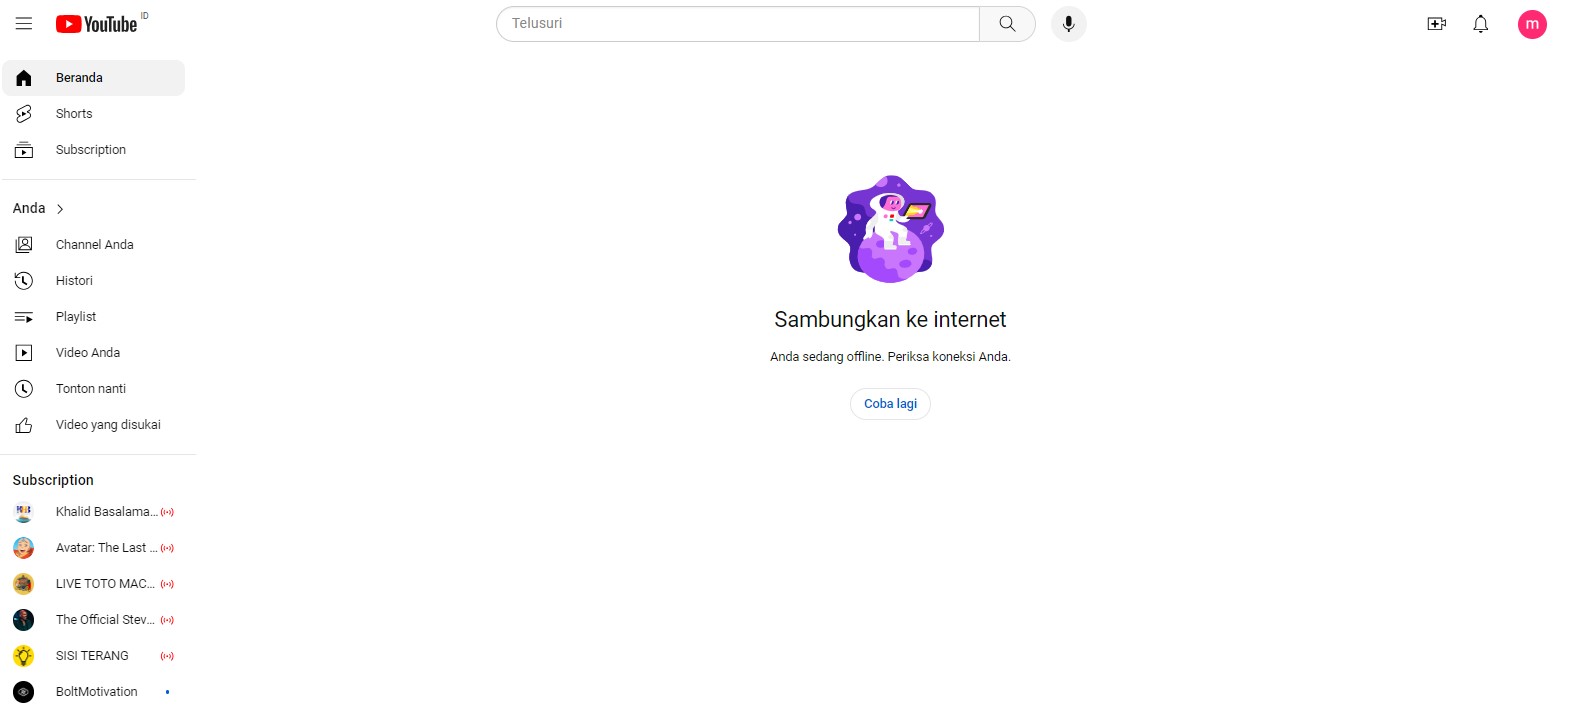 YouTube ID
Telusuri
m
Beranda
Shorts
Subscription
Anda
Channel Anda
Histori
Playlist
Video Anda
Tonton nanti
Video yang disukai
Subscription
Khalid Basalama...
Avatar: The Last ...
LIVE TOTO MAC...
The Official Stev...
SISI TERANG
BoltMotivation
Sambungkan ke internet
Anda sedang offline. Periksa koneksi Anda.
Coba lagi